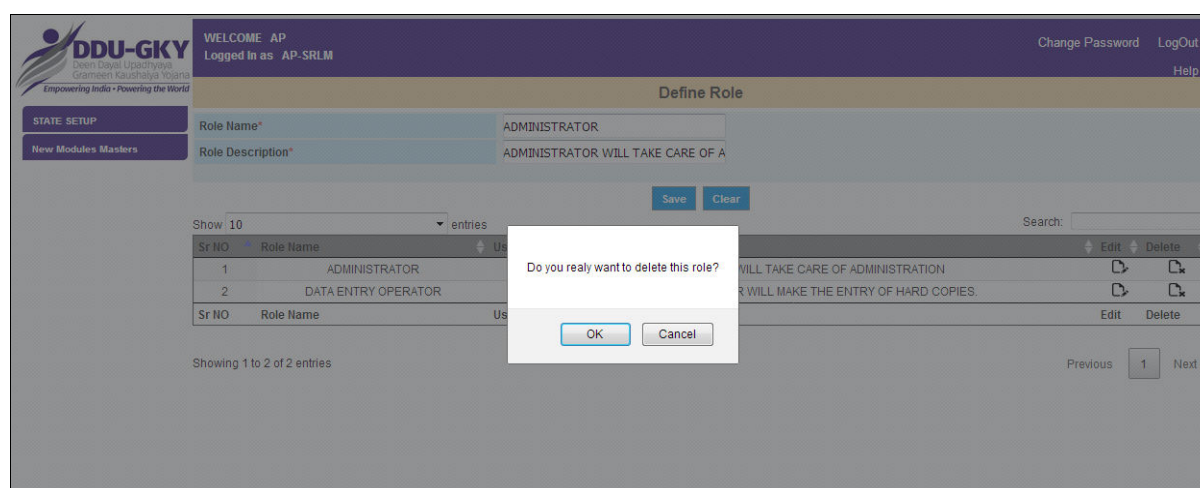 DDU-GKY
Deen Dayal Upadhyaya
Grameen Kaushalya Yojana
Empowering India • Powering the World
WELCOME AP
Logged In as AP-SRLM
Change Password LogOut
Help
Define Role
STATE SETUP
New Modules Masters
Role Name* ADMINISTRATOR
Role Description* ADMINISTRATOR WILL TAKE CARE OF A
Save Clear
Show 10 entries Search:
Sr NO Role Name Us Edit Delete
1 ADMINISTRATOR WILL TAKE CARE OF ADMINISTRATION
2 DATA ENTRY OPERATOR R WILL MAKE THE ENTRY OF HARD COPIES.
Sr NO Role Name Us Edit Delete
Do you realy want to delete this role?
OK Cancel
Showing 1 to 2 of 2 entries Previous 1 Next